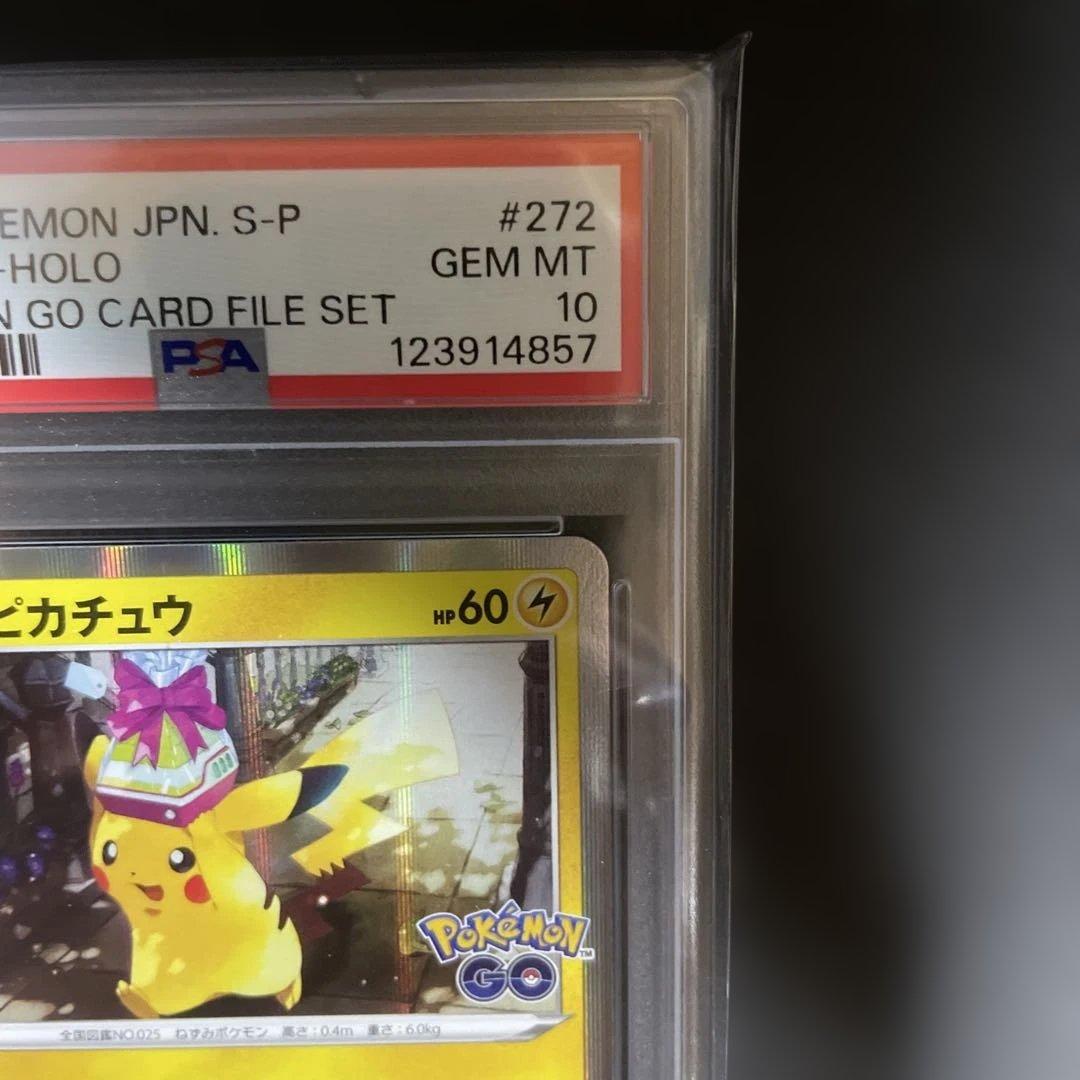 EMON JPN. S-P #272
-HOLO GEM MT
N GO CARD FILE SET 10
PSA 123914857
ピカチュウ HP60
Pokémon GO ™
全国図鑑NO.025 ねずみポケモン 高さ:0.4m 重さ:6.0kg